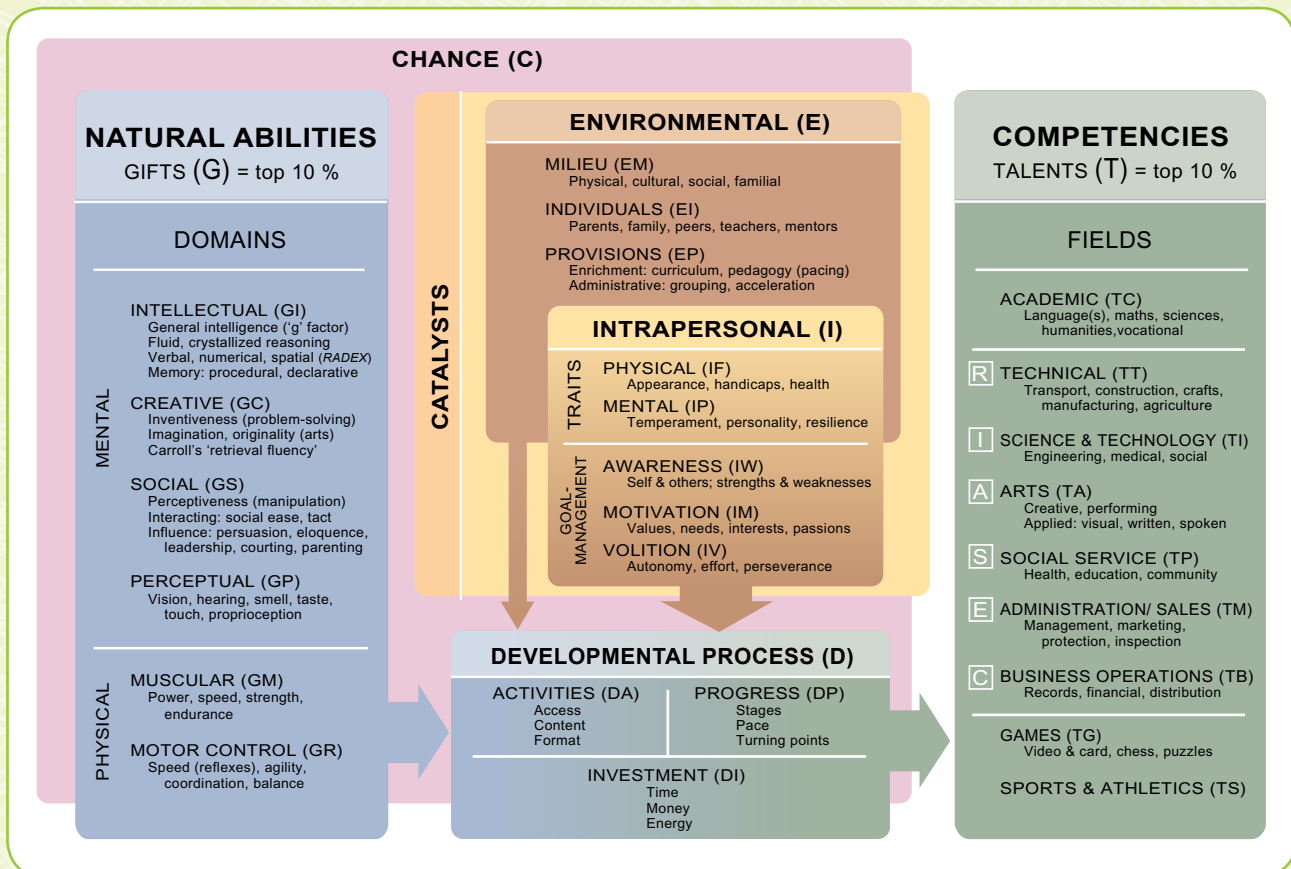 CHANCE (C)
NATURAL ABILITIES
GIFTS (G) = top 10 %
DOMAINS
MENTAL
INTELLECTUAL (GI)
General intelligence (‘g’ factor)
Fluid, crystallized reasoning
Verbal, numerical, spatial (RADEX)
Memory: procedural, declarative
CREATIVE (GC)
Inventiveness (problem-solving)
Imagination, originality (arts)
Carroll’s ‘retrieval fluency’
SOCIAL (GS)
Perceptiveness (manipulation)
Interacting: social ease, tact
Influence: persuasion, eloquence,
leadership, courting, parenting
PERCEPTUAL (GP)
Vision, hearing, smell, taste,
touch, proprioception
PHYSICAL
MUSCULAR (GM)
Power, speed, strength,
endurance
MOTOR CONTROL (GR)
Speed (reflexes), agility,
coordination, balance
CATALYSTS
ENVIRONMENTAL (E)
MILIEU (EM)
Physical, cultural, social, familial
INDIVIDUALS (EI)
Parents, family, peers, teachers, mentors
PROVISIONS (EP)
Enrichment: curriculum, pedagogy (pacing)
Administrative: grouping, acceleration
INTRAPERSONAL (I)
TRAITS
PHYSICAL (IF)
Appearance, handicaps, health
MENTAL (IP)
Temperament, personality, resilience
GOAL-
MANAGEMENT
AWARENESS (IW)
Self & others; strengths & weaknesses
MOTIVATION (IM)
Values, needs, interests, passions
VOLITION (IV)
Autonomy, effort, perseverance
DEVELOPMENTAL PROCESS (D)
ACTIVITIES (DA)
Access
Content
Format
PROGRESS (DP)
Stages
Pace
Turning points
INVESTMENT (DI)
Time
Money
Energy
COMPETENCIES
TALENTS (T) = top 10 %
FIELDS
ACADEMIC (TC)
Language(s), maths, sciences,
humanities,vocational
R TECHNICAL (TT)
Transport, construction, crafts,
manufacturing, agriculture
I SCIENCE & TECHNOLOGY (TI)
Engineering, medical, social
A ARTS (TA)
Creative, performing
Applied: visual, written, spoken
S SOCIAL SERVICE (TP)
Health, education, community
E ADMINISTRATION/ SALES (TM)
Management, marketing,
protection, inspection
C BUSINESS OPERATIONS (TB)
Records, financial, distribution
GAMES (TG)
Video & card, chess, puzzles
SPORTS & ATHLETICS (TS)